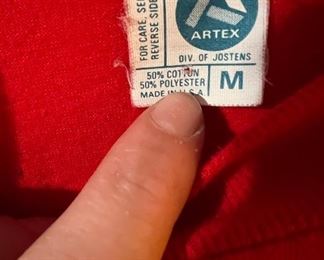 FOR CARE, SE
REVERSE SIDE
ARTEX
DIV. OF JOSTENS
50% COTTON
50% POLYESTER
MADE IN U.S.A.
M